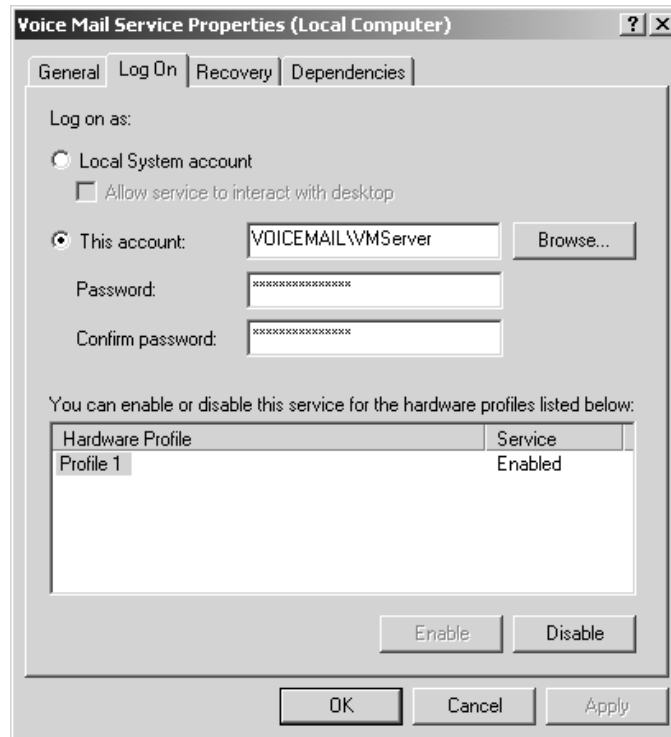 Voice Mail Service Properties (Local Computer) ? X
General Log On Recovery Dependencies
Log on as:
Local System account
Allow service to interact with desktop
This account: VOICEMAIL\VMServer Browse...
Password: xxxxxxxxxxxxxxx
Confirm password: xxxxxxxxxxxxxxx
You can enable or disable this service for the hardware profiles listed below:
Hardware Profile Service
Profile 1 Enabled
Enable Disable
OK Cancel Apply